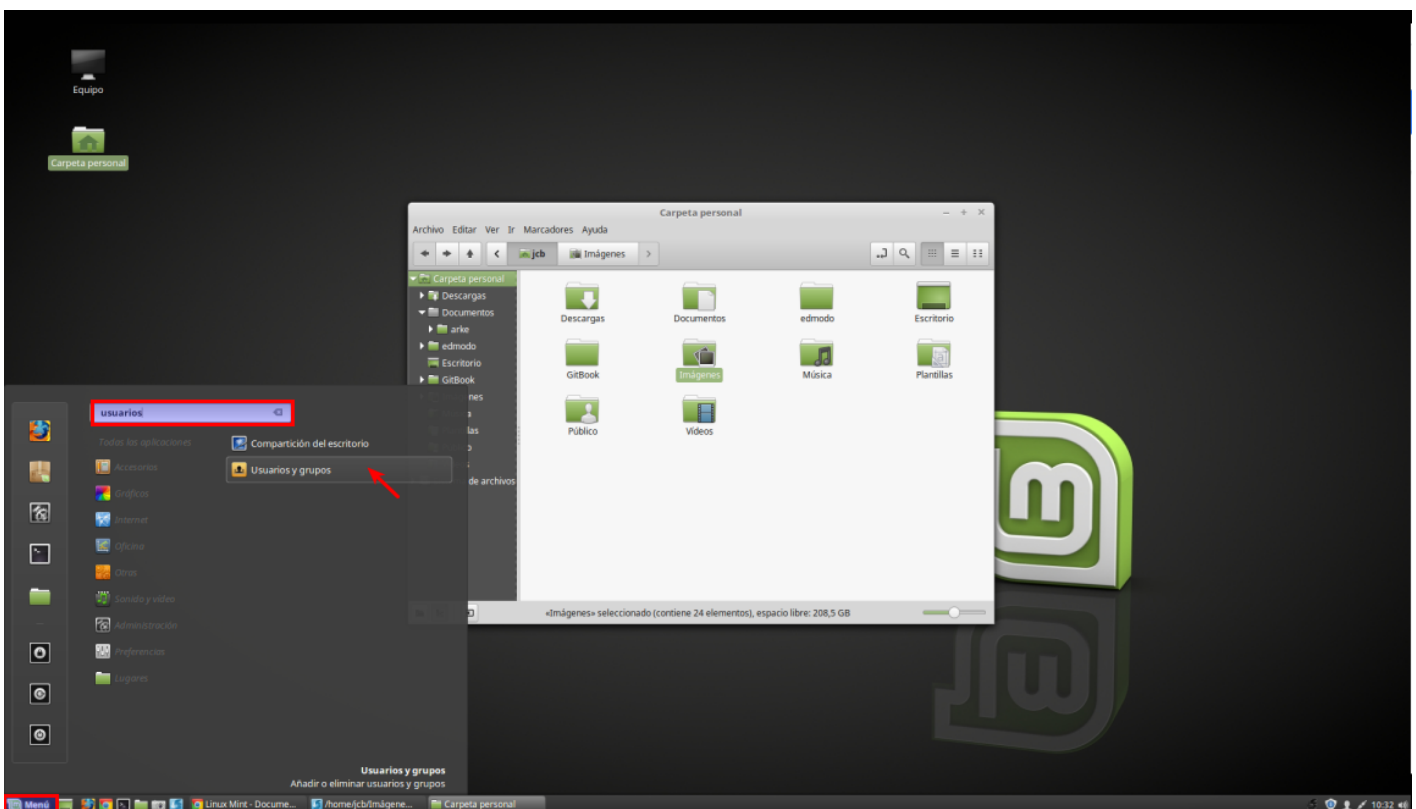 Equipo
Carpeta personal
Carpeta personal
Archivo Editar Ver Ir Marcadores Ayuda
jcb Imágenes
Carpeta personal
Descargas
Documentos
arke
edmodo
Escritorio
GitBook
nes
las
de archivos
Descargas Documentos edmodo Escritorio
GitBook Imágenes Música Plantillas
Público Vídeos
«Imágenes» seleccionado (contiene 24 elementos), espacio libre: 208,5 GB
usuarios
Todas las aplicaciones
Accesorios
Gráficos
Internet
Oficina
Otros
Sonido y vídeo
Administración
Preferencias
Lugares
Compartición del escritorio
Usuarios y grupos
Usuarios y grupos
Añadir o eliminar usuarios y grupos
Menú Linux Mint - Docume... /home/jcb/Imágene... Carpeta personal 10:32